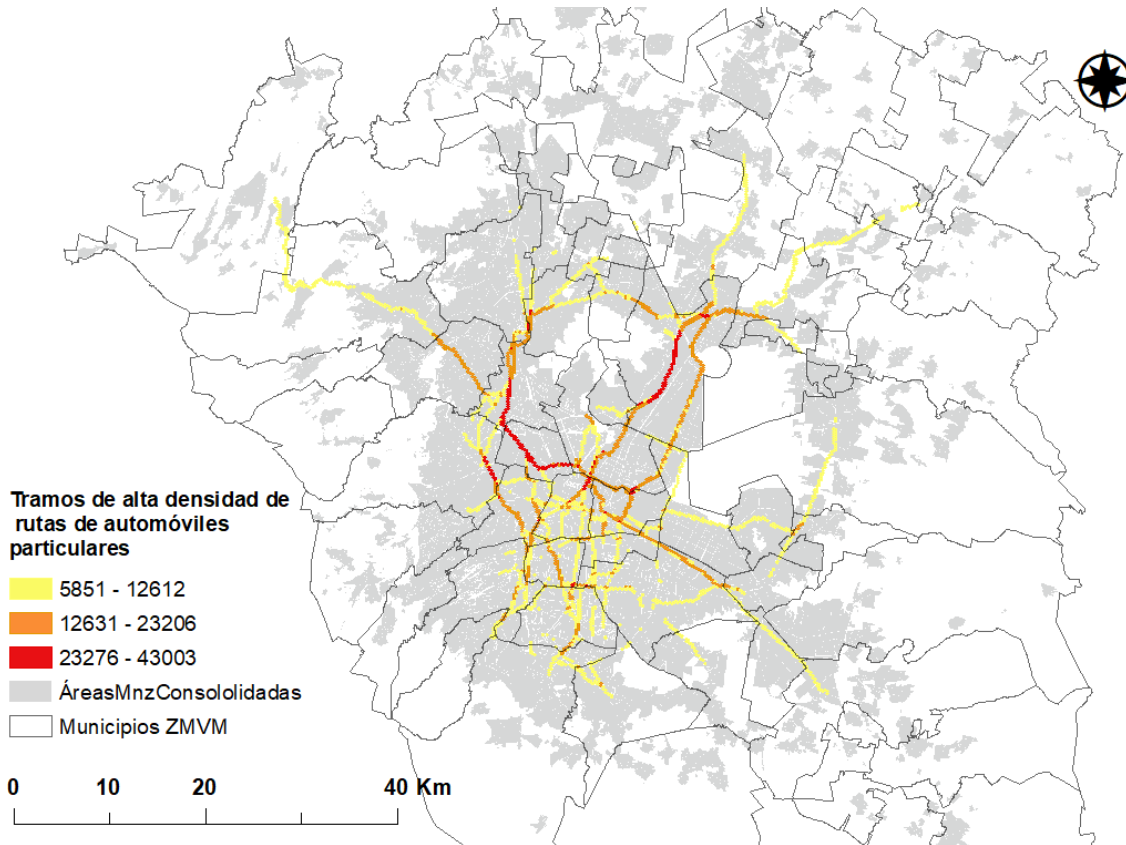 Tramos de alta densidad de
rutas de automóviles
particulares
5851 - 12612
12631 - 23206
23276 - 43003
ÁreasMnzConsololidadas
Municipios ZMVM
0 10 20 40 Km